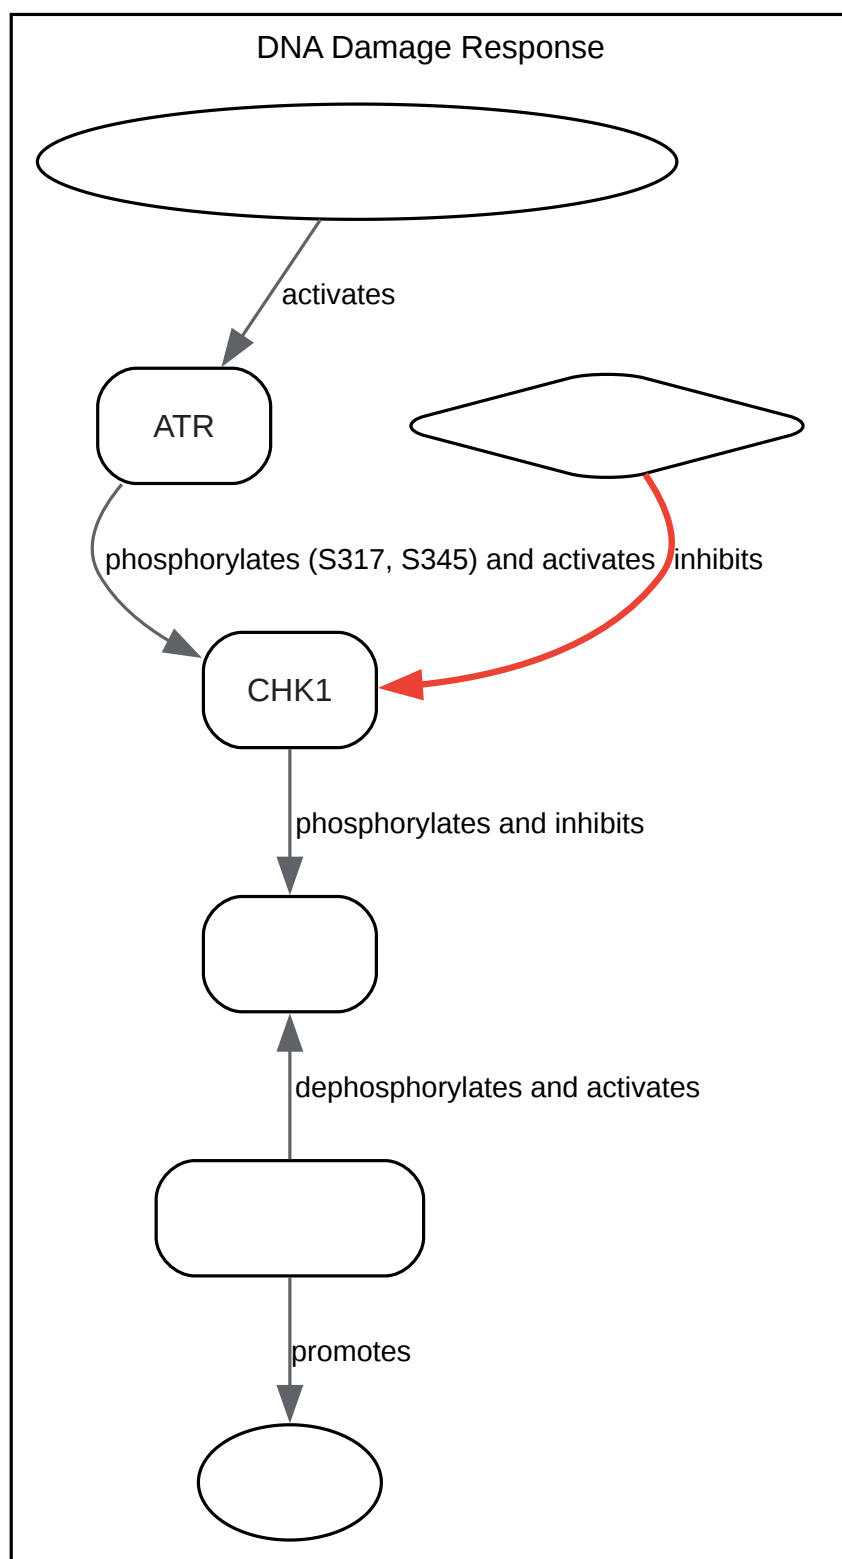 DNA Damage Response
activates
ATR
phosphorylates (S317, S345) and activates
inhibits
CHK1
phosphorylates and inhibits
dephosphorylates and activates
promotes